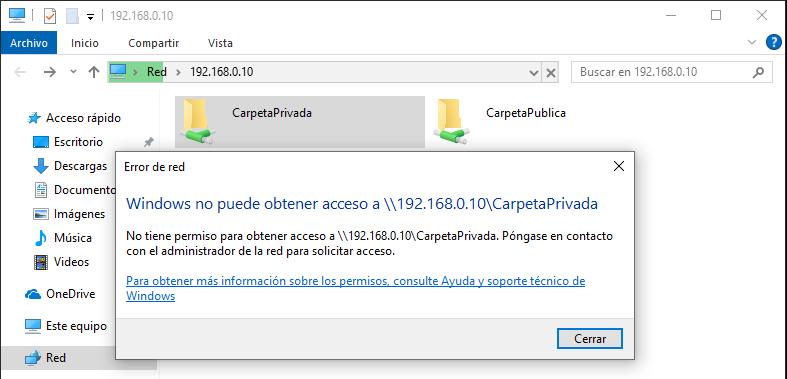 192.168.0.10
Archivo Inicio Compartir Vista
Red 192.168.0.10 Buscar en 192.168.0.10
Acceso rápido
Escritorio
Descargas
Documento
Imágenes
Música
Videos
OneDrive
Este equipo
Red
CarpetaPrivada CarpetaPublica
Error de red
Windows no puede obtener acceso a \\192.168.0.10\CarpetaPrivada
No tiene permiso para obtener acceso a \\192.168.0.10\CarpetaPrivada. Póngase en contacto
con el administrador de la red para solicitar acceso.
Para obtener más información sobre los permisos, consulte Ayuda y soporte técnico de
Windows
Cerrar